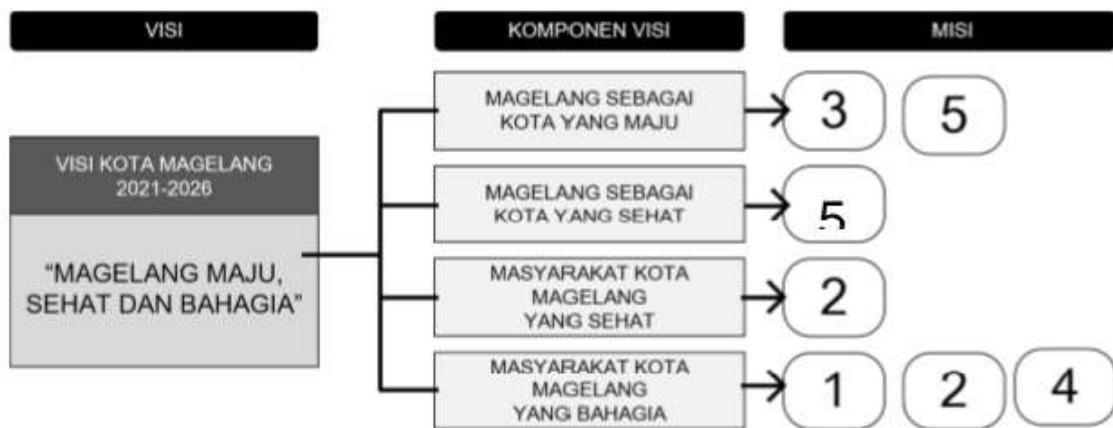 VISI
KOMPONEN VISI
MISI
VISI KOTA MAGELANG
2021-2026
“MAGELANG MAJU,
SEHAT DAN BAHAGIA”
MAGELANG SEBAGAI
KOTA YANG MAJU
3 5
MAGELANG SEBAGAI
KOTA YANG SEHAT
5
MASYARAKAT KOTA
MAGELANG
YANG SEHAT
2
MASYARAKAT KOTA
MAGELANG
YANG BAHAGIA
1 2 4